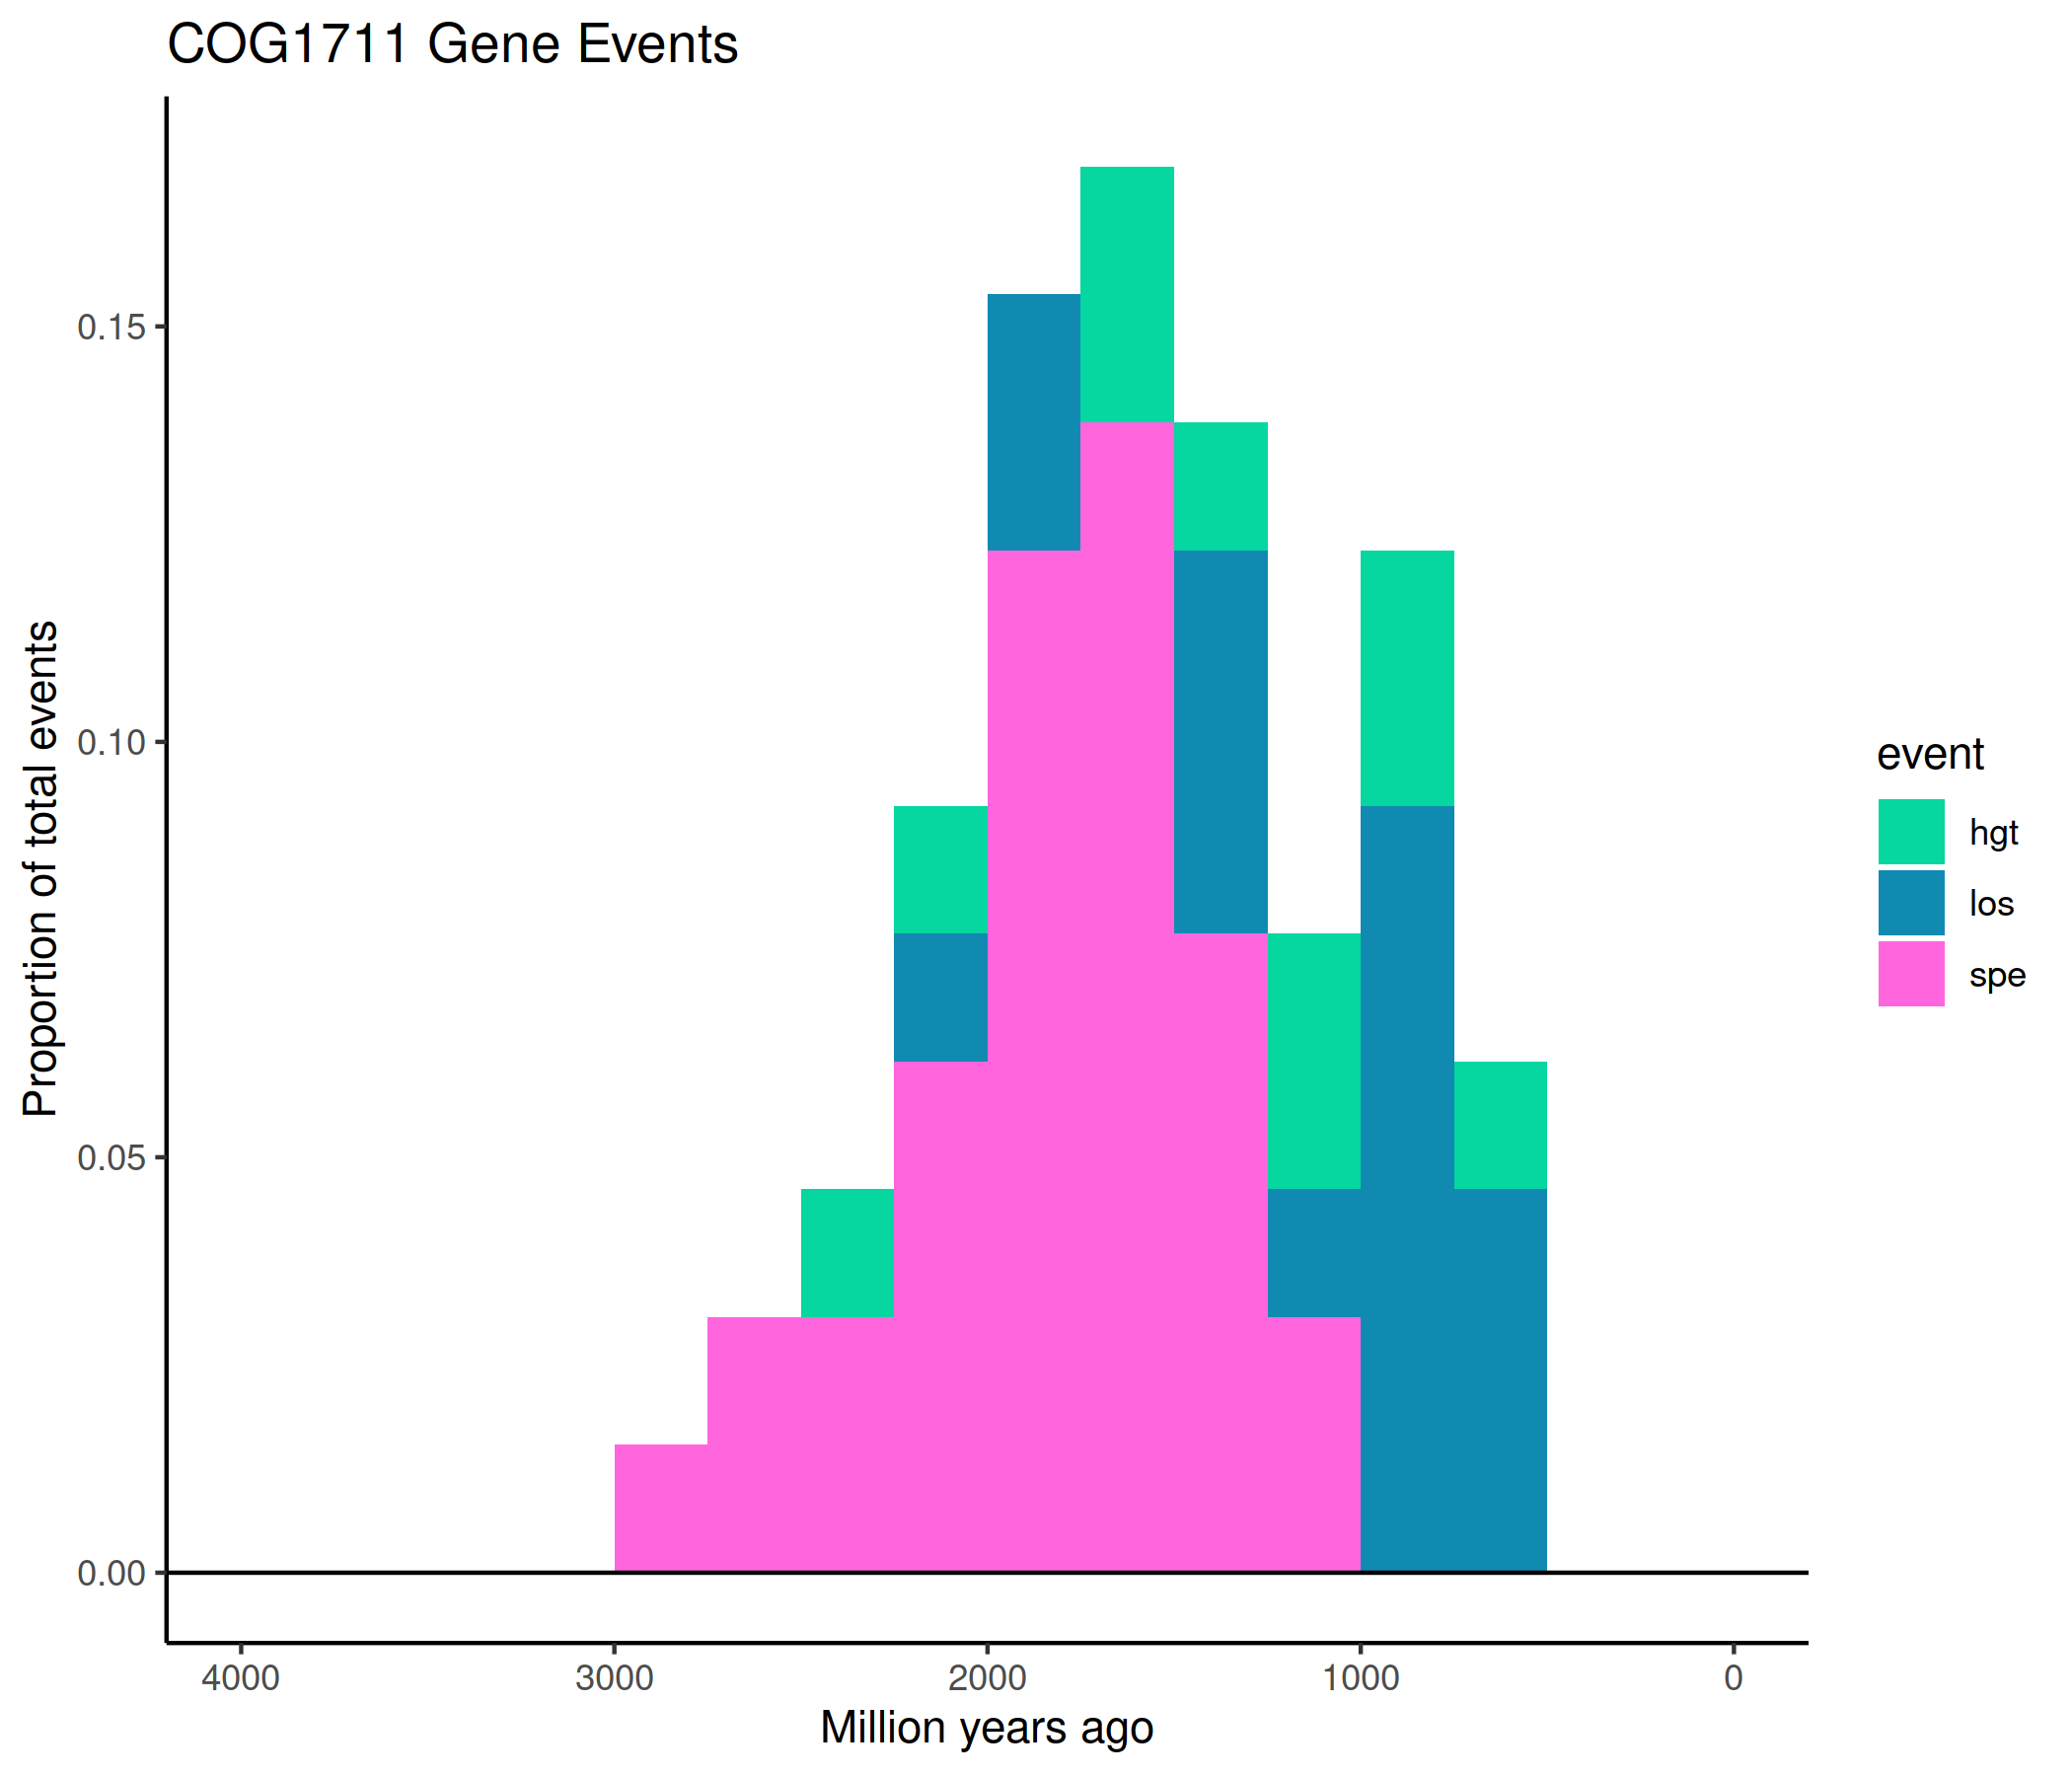 COG1711 Gene Events
Proportion of total events
0.15
0.10
0.05
0.00
4000 3000 2000 1000 0
Million years ago
event
hgt
los
spe